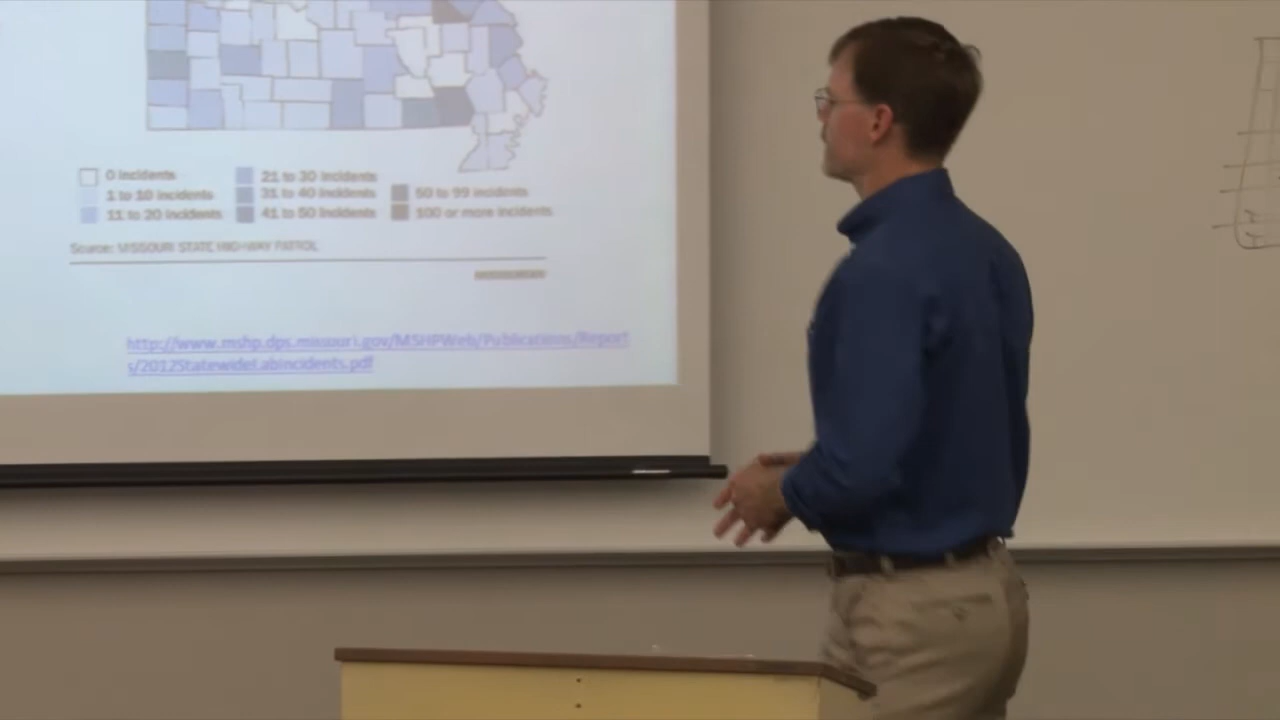 0 incidents
1 to 10 incidents
11 to 20 incidents
21 to 30 incidents
31 to 40 incidents
41 to 50 incidents
50 to 99 incidents
100 or more incidents
Source: MISSOURI STATE HIGHWAY PATROL
http://www.mshp.dps.missouri.gov/MSHPWeb/Publications/Report
s/2012StatewideLabIncidents.pdf